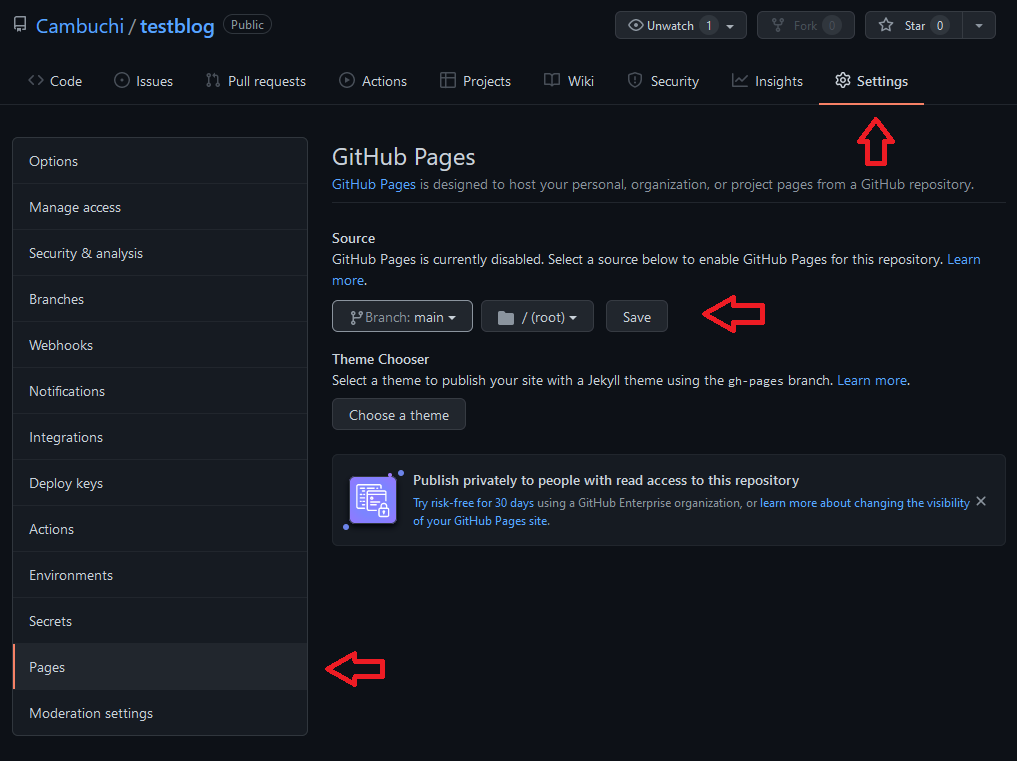 Cambuchi / testblog Public
Unwatch 1
Fork 0
Star 0
Code
Issues
Pull requests
Actions
Projects
Wiki
Security
Insights
Settings
Options
Manage access
Security & analysis
Branches
Webhooks
Notifications
Integrations
Deploy keys
Actions
Environments
Secrets
Pages
Moderation settings
GitHub Pages
GitHub Pages is designed to host your personal, organization, or project pages from a GitHub repository.
Source
GitHub Pages is currently disabled. Select a source below to enable GitHub Pages for this repository. Learn
more.
Branch: main
/ (root)
Save
Theme Chooser
Select a theme to publish your site with a Jekyll theme using the gh-pages branch. Learn more.
Choose a theme
Publish privately to people with read access to this repository
Try risk-free for 30 days using a GitHub Enterprise organization, or learn more about changing the visibility
of your GitHub Pages site.